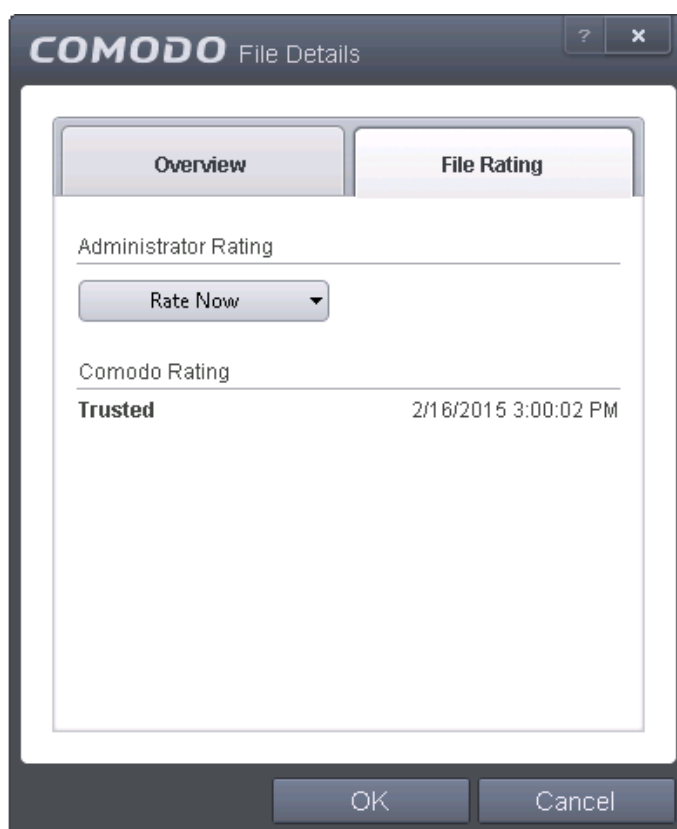 COMODO File Details
? ×
Overview File Rating
Administrator Rating
Rate Now
Comodo Rating
Trusted 2/16/2015 3:00:02 PM
OK Cancel